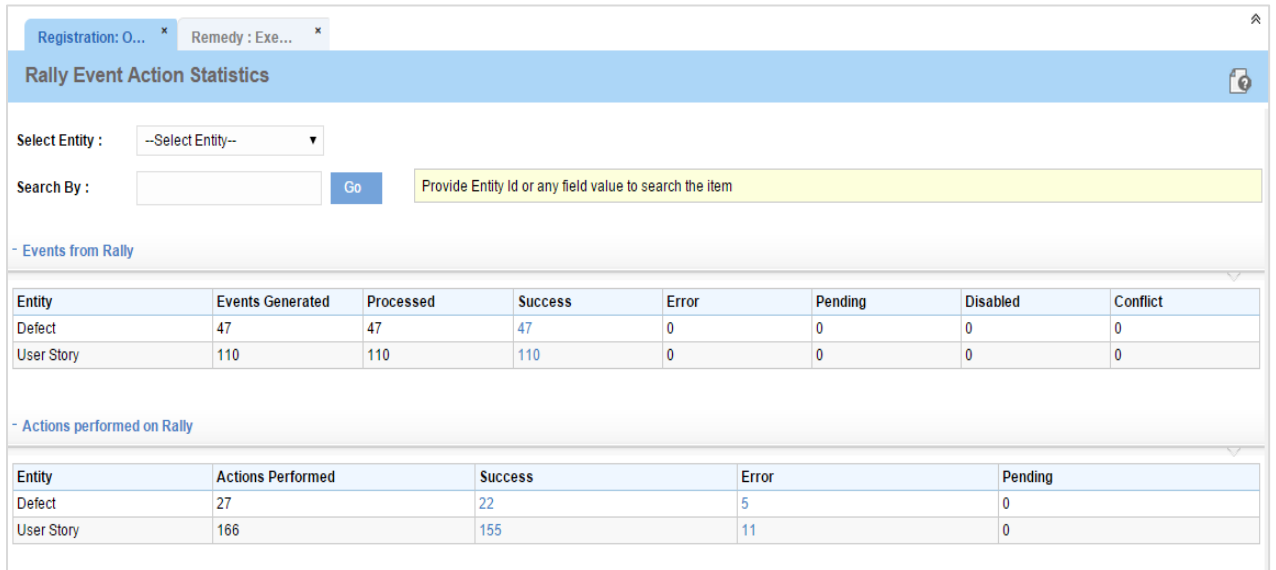 Registration: O... × Remedy : Exe... ×
Rally Event Action Statistics
Select Entity : --Select Entity--
Search By : Go Provide Entity Id or any field value to search the item
- Events from Rally
Entity Events Generated Processed Success Error Pending Disabled Conflict
Defect 47 47 47 0 0 0 0
User Story 110 110 110 0 0 0 0
- Actions performed on Rally
Entity Actions Performed Success Error Pending
Defect 27 22 5 0
User Story 166 155 11 0